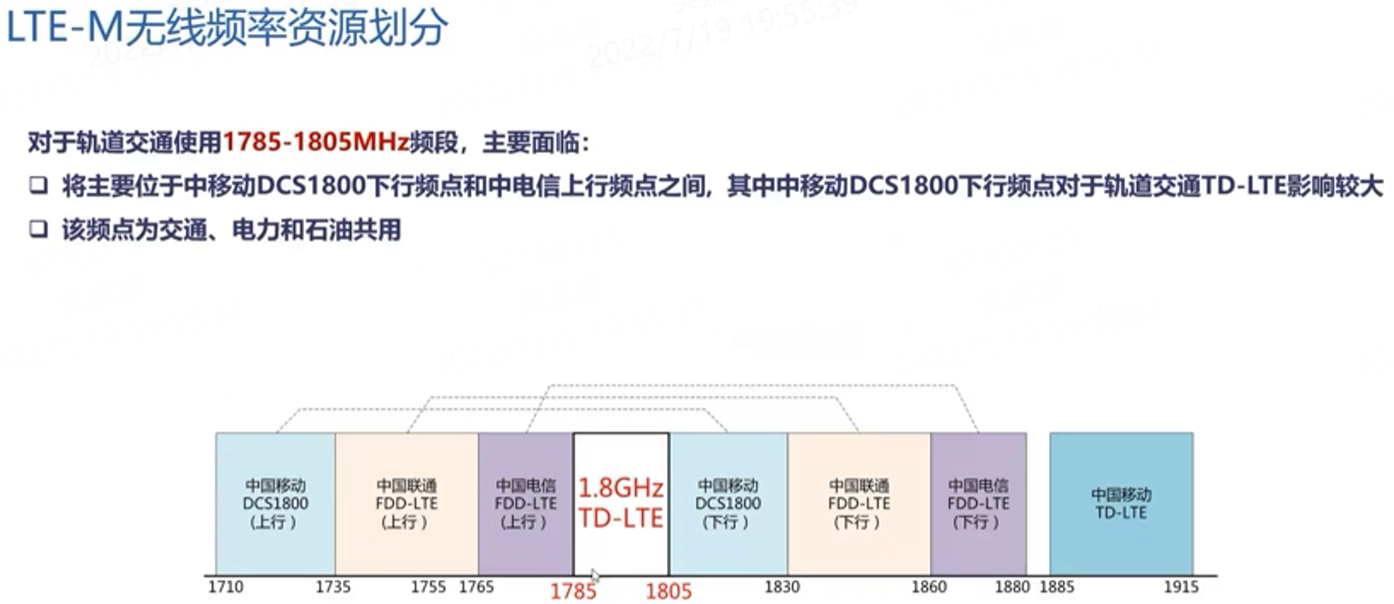 LTE-M无线频率资源划分
2022/7/19 19:55:39
对于轨道交通使用1785-1805MHz频段，主要面临：
❑ 将主要位于中移动DCS1800下行频点和中电信上行频点之间，其中中移动DCS1800下行频点对于轨道交通TD-LTE影响较大
❑ 该频点为交通、电力和石油共用
中国移动
DCS1800
(上行）
中国联通
FDD-LTE
(上行）
中国电信
FDD-LTE
(上行）
1.8GHz
TD-LTE
中国移动
DCS1800
(下行）
中国联通
FDD-LTE
(下行）
中国电信
FDD-LTE
(下行）
中国移动
TD-LTE
1710 1735 1755 1765 1785 1805 1830 1860 1880 1885 1915